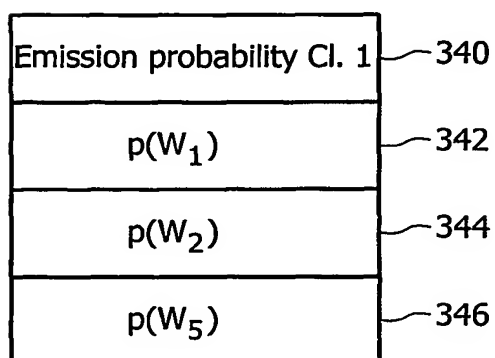 Emission probability Cl. 1 340
p(W₁) 342
p(W₂) 344
p(W₅) 346